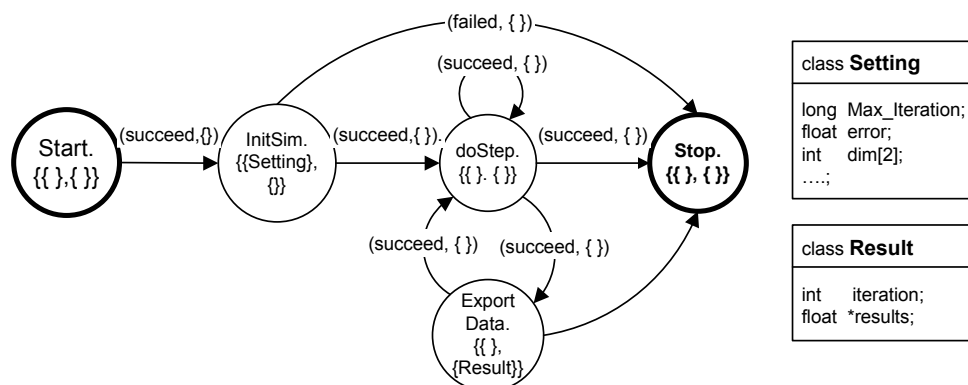 (failed, { })
(succeed, { })
(succeed,{})
(succeed,{ }).
(succeed, { })
Start.
{{ },{ }}
InitSim.
{{Setting},
{}}
doStep.
{{ }. { }}
Stop.
{{ }, { }}
(succeed, { })
(succeed, { })
Export
Data.
{{ },
{Result}}
class Setting
long Max_Iteration;
float error;
int dim[2];
….;
class Result
int iteration;
float *results;